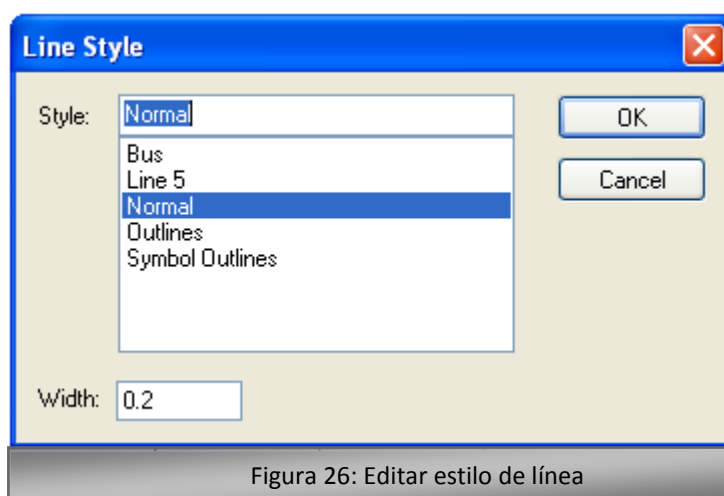 Line Style
Style:
Normal
OK
Bus
Line 5
Normal
Outlines
Symbol Outlines
Cancel
Width:
0.2
Figura 26: Editar estilo de línea